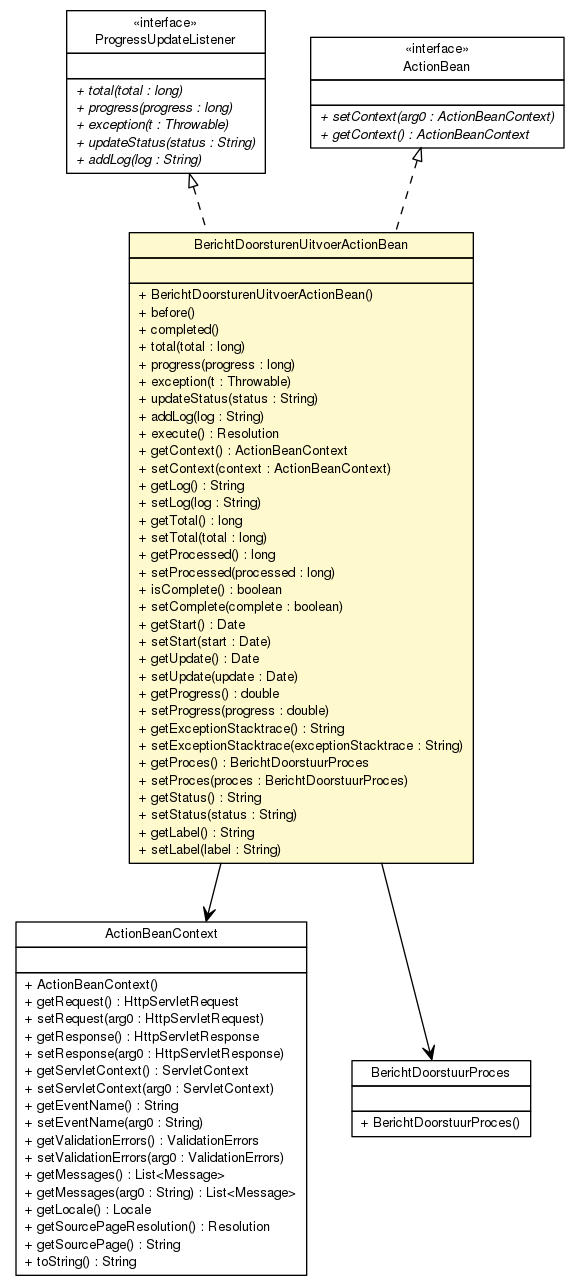 «interface»
ProgressUpdateListener
+ total(total : long)
+ progress(progress : long)
+ exception(t : Throwable)
+ updateStatus(status : String)
+ addLog(log : String)
«interface»
ActionBean
+ setContext(arg0 : ActionBeanContext)
+ getContext() : ActionBeanContext
BerichtDoorsturenUitvoerActionBean
+ BerichtDoorsturenUitvoerActionBean()
+ before()
+ completed()
+ total(total : long)
+ progress(progress : long)
+ exception(t : Throwable)
+ updateStatus(status : String)
+ addLog(log : String)
+ execute() : Resolution
+ getContext() : ActionBeanContext
+ setContext(context : ActionBeanContext)
+ getLog() : String
+ setLog(log : String)
+ getTotal() : long
+ setTotal(total : long)
+ getProcessed() : long
+ setProcessed(processed : long)
+ isComplete() : boolean
+ setComplete(complete : boolean)
+ getStart() : Date
+ setStart(start : Date)
+ getUpdate() : Date
+ setUpdate(update : Date)
+ getProgress() : double
+ setProgress(progress : double)
+ getExceptionStacktrace() : String
+ setExceptionStacktrace(exceptionStacktrace : String)
+ getProces() : BerichtDoorstuurProces
+ setProces(proces : BerichtDoorstuurProces)
+ getStatus() : String
+ setStatus(status : String)
+ getLabel() : String
+ setLabel(label : String)
ActionBeanContext
+ ActionBeanContext()
+ getRequest() : HttpServletRequest
+ setRequest(arg0 : HttpServletRequest)
+ getResponse() : HttpServletResponse
+ setResponse(arg0 : HttpServletResponse)
+ getServletContext() : ServletContext
+ setServletContext(arg0 : ServletContext)
+ getEventName() : String
+ setEventName(arg0 : String)
+ getValidationErrors() : ValidationErrors
+ setValidationErrors(arg0 : ValidationErrors)
+ getMessages() : List<Message>
+ getMessages(arg0 : String) : List<Message>
+ getLocale() : Locale
+ getSourcePageResolution() : Resolution
+ getSourcePage() : String
+ toString() : String
BerichtDoorstuurProces
+ BerichtDoorstuurProces()